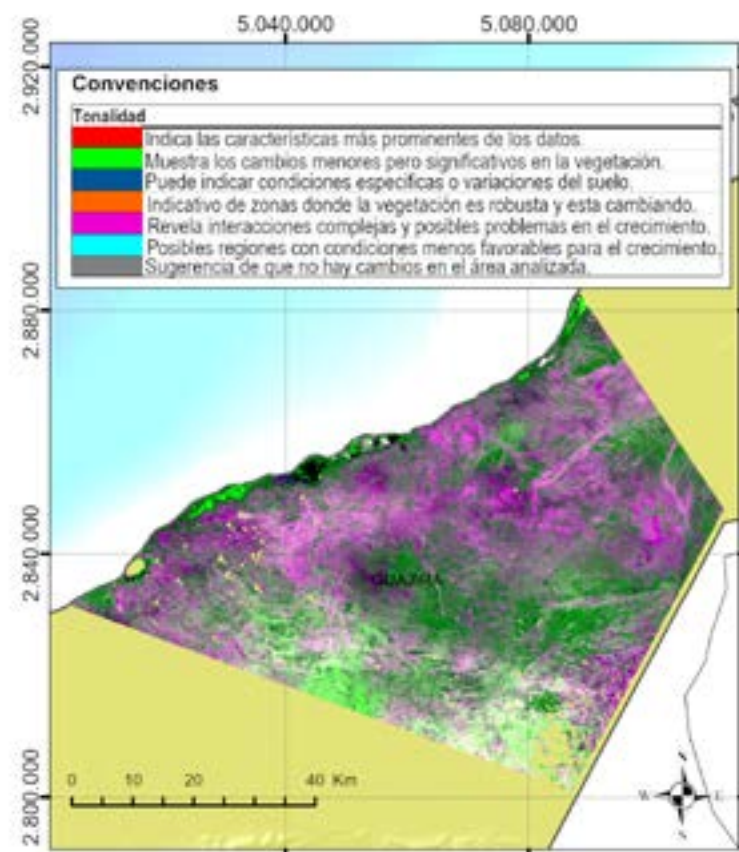 5.040.000 5.080.000
2.920.000
Convenciones
Tonalidad
Indica las características más prominentes de los datos.
Muestra los cambios menores pero significativos en la vegetación.
Puede indicar condiciones específicas o variaciones del suelo.
Indicativo de zonas donde la vegetación es robusta y esta cambiando.
Revela interacciones complejas y posibles problemas en el crecimiento.
Posibles regiones con condiciones menos favorables para el crecimiento.
Sugerencia de que no hay cambios en el área analizada.
2.880.000
2.840.000
GUAJIRA
0 10 20 40 Km
W E
2.800.000